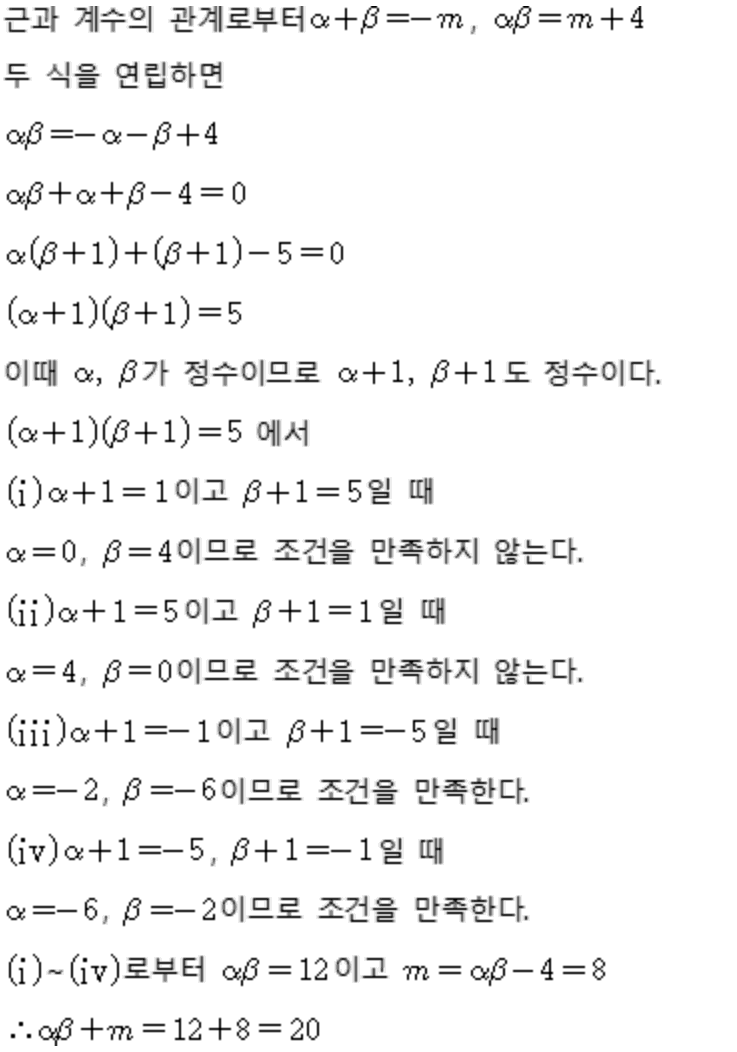 근과 계수의 관계로부터 α+β=-m, αβ=m+4
두 식을 연립하면
αβ=-α-β+4
αβ+α+β-4=0
α(β+1)+(β+1)-5=0
(α+1)(β+1)=5
이때 α, β가 정수이므로 α+1, β+1도 정수이다.
(α+1)(β+1)=5 에서
(i)α+1=1이고 β+1=5일 때
α=0, β=4이므로 조건을 만족하지 않는다.
(ii)α+1=5이고 β+1=1일 때
α=4, β=0이므로 조건을 만족하지 않는다.
(iii)α+1=-1이고 β+1=-5일 때
α=-2, β=-6이므로 조건을 만족한다.
(iv)α+1=-5, β+1=-1일 때
α=-6, β=-2이므로 조건을 만족한다.
(i)~(iv)로부터 αβ=12이고 m=αβ-4=8
∴αβ+m=12+8=20